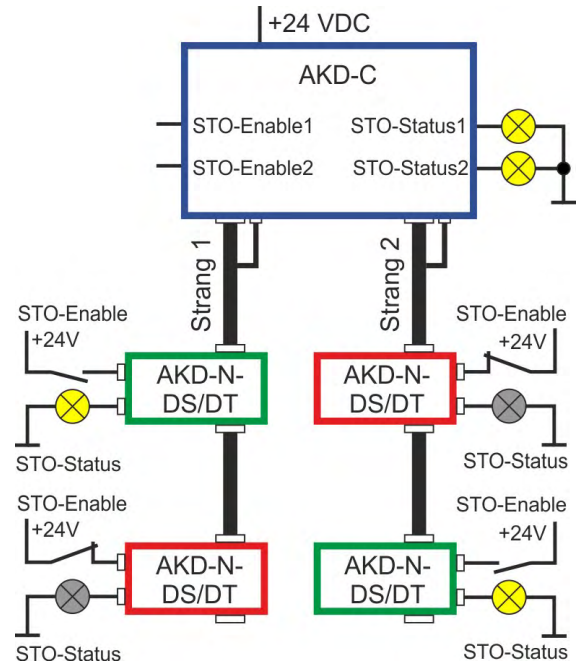 +24 VDC
AKD-C
STO-Enable1 STO-Status1
STO-Enable2 STO-Status2
Strang 1
Strang 2
STO-Enable
+24V
AKD-N-
DS/DT
STO-Status
STO-Enable
+24V
AKD-N-
DS/DT
STO-Status
STO-Enable
+24V
AKD-N-
DS/DT
STO-Status
STO-Enable
+24V
AKD-N-
DS/DT
STO-Status